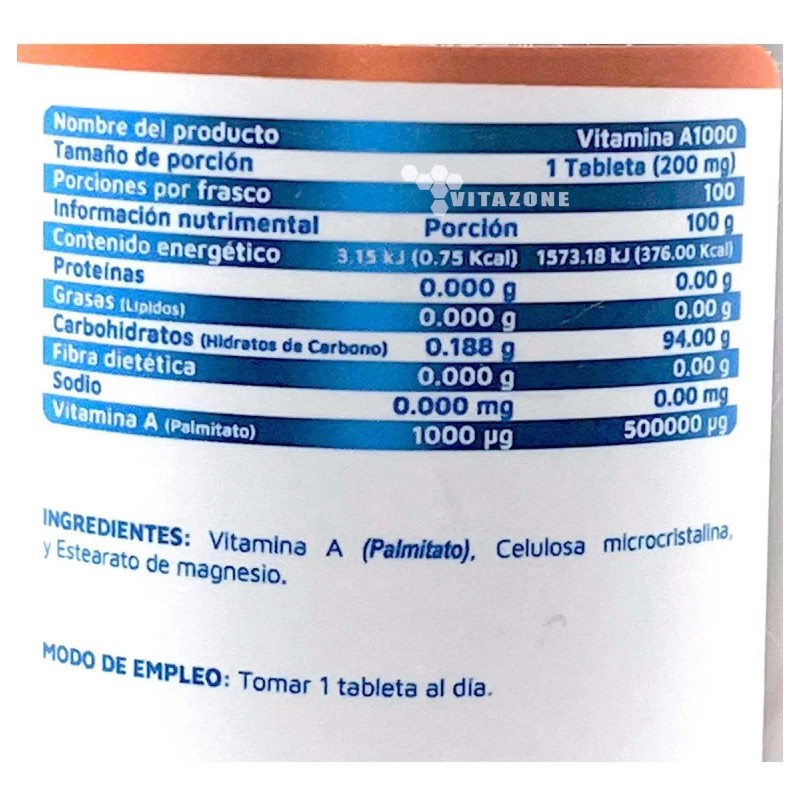 Nombre del producto Vitamina A1000
Tamaño de porción 1 Tableta (200 mg)
Porciones por frasco 100
VITAZONE
Información nutrimental Porción 100 g
Contenido energético 3.15 kJ (0.75 Kcal) 1573.18 kJ (376.00 Kcal)
Proteínas 0.000 g 0.00 g
Grasas (Lípidos) 0.000 g 0.00 g
Carbohidratos (Hidratos de Carbono) 0.188 g 94.00 g
Fibra dietética 0.000 g 0.00 g
Sodio 0.000 mg 0.00 mg
Vitamina A (Palmitato) 1000 µg 500000 µg
INGREDIENTES: Vitamina A (Palmitato), Celulosa microcristalina,
y Estearato de magnesio.
MODO DE EMPLEO: Tomar 1 tableta al día.